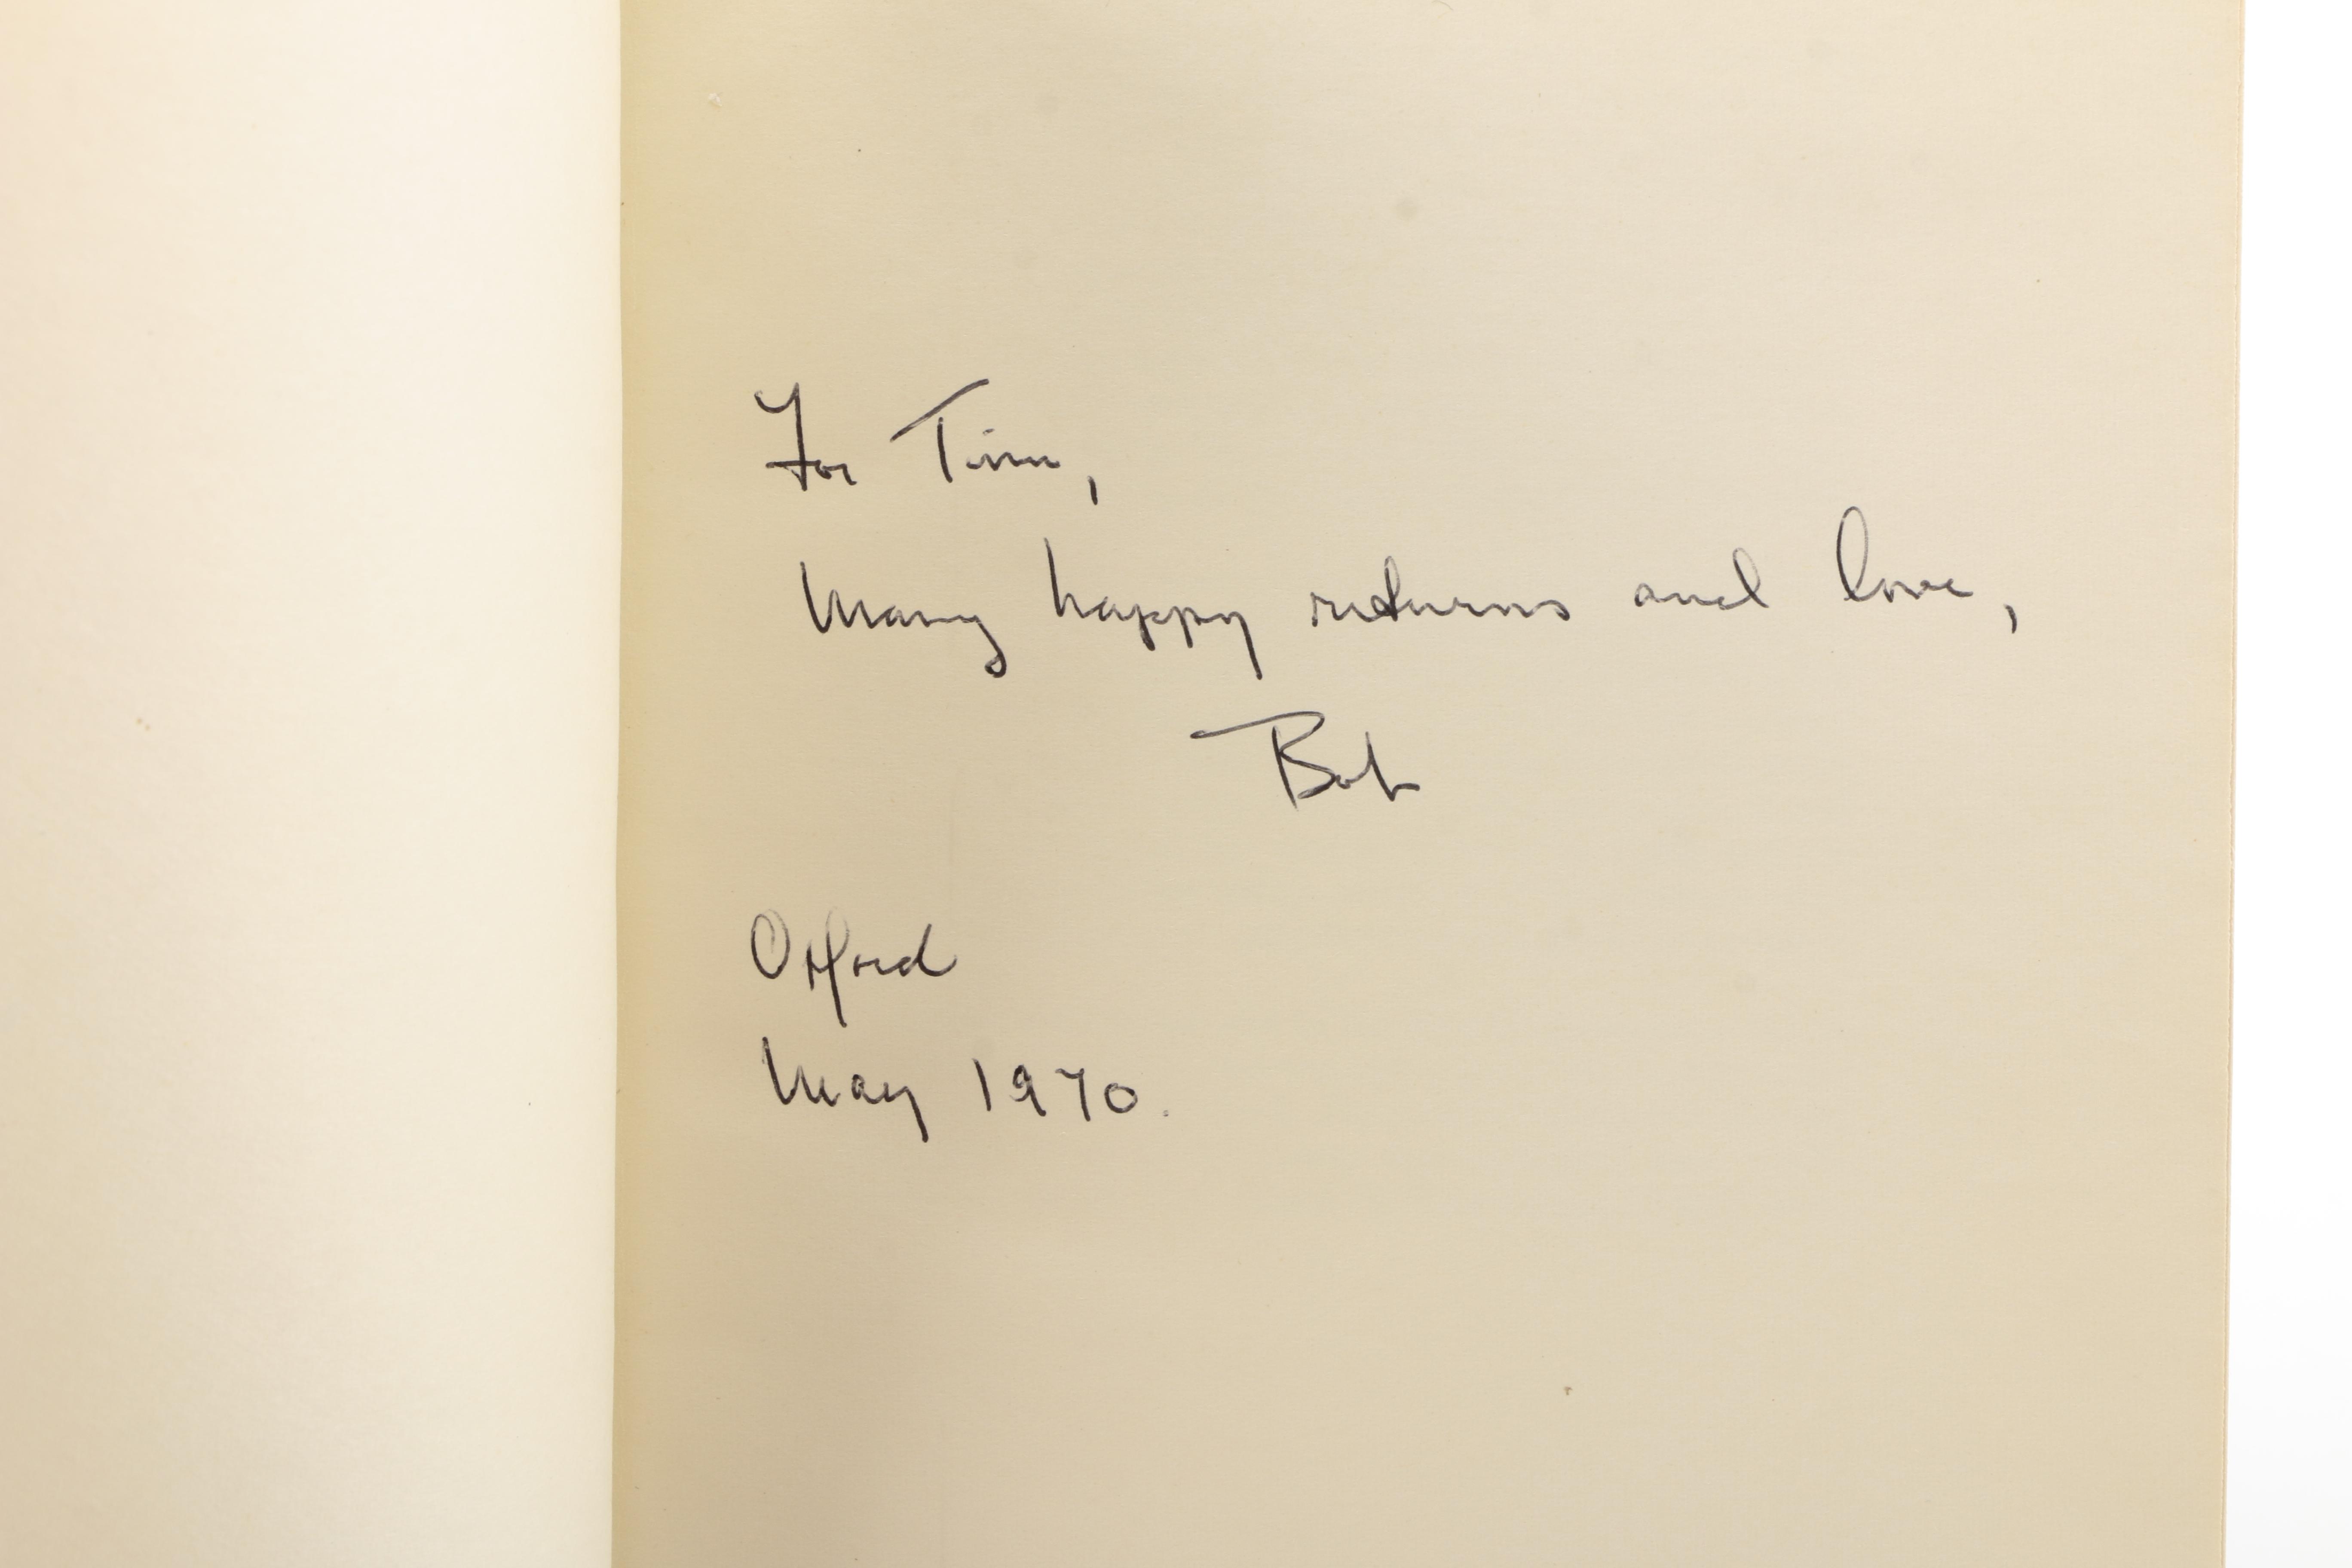 For Tim,
Many happy returns and love,
Bob
Oxford
May 1970.